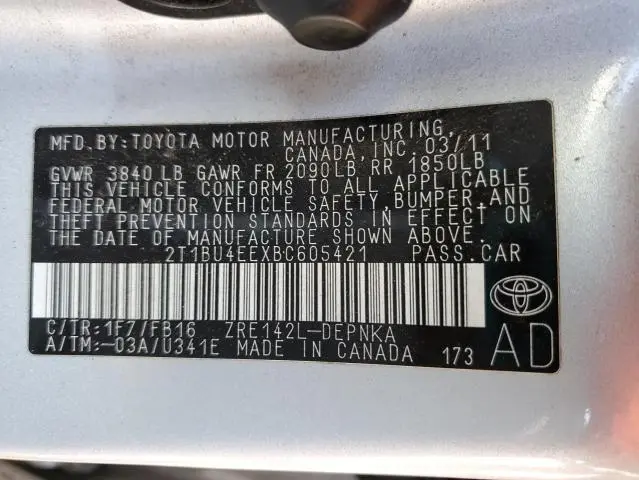 MFD.BY:TOYOTA MOTOR MANUFACTURING,
CANADA,INC. 03/11
GVWR 3840 LB GAWR FR 2090LB RR 1850LB
THIS VEHICLE CONFORMS TO ALL APPLICABLE
FEDERAL MOTOR VEHICLE SAFETY,BUMPER,AND
THEFT PREVENTION STANDARDS IN EFFECT ON
THE DATE OF MANUFACTURE SHOWN ABOVE.
2T1BU4EEXBC605421 PASS.CAR
C/TR:1F7/FB16 ZRE142L-DEPNKA
A/TM:-03A/U341E MADE IN CANADA 173 AD